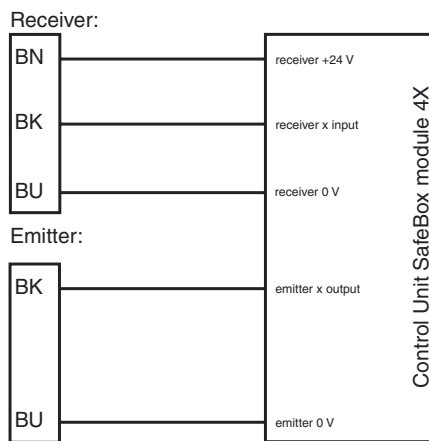 Receiver:
BN
receiver +24 V
BK
receiver x input
BU
receiver 0 V
Emitter:
BK
emitter x output
BU
emitter 0 V
Control Unit SafeBox module 4X